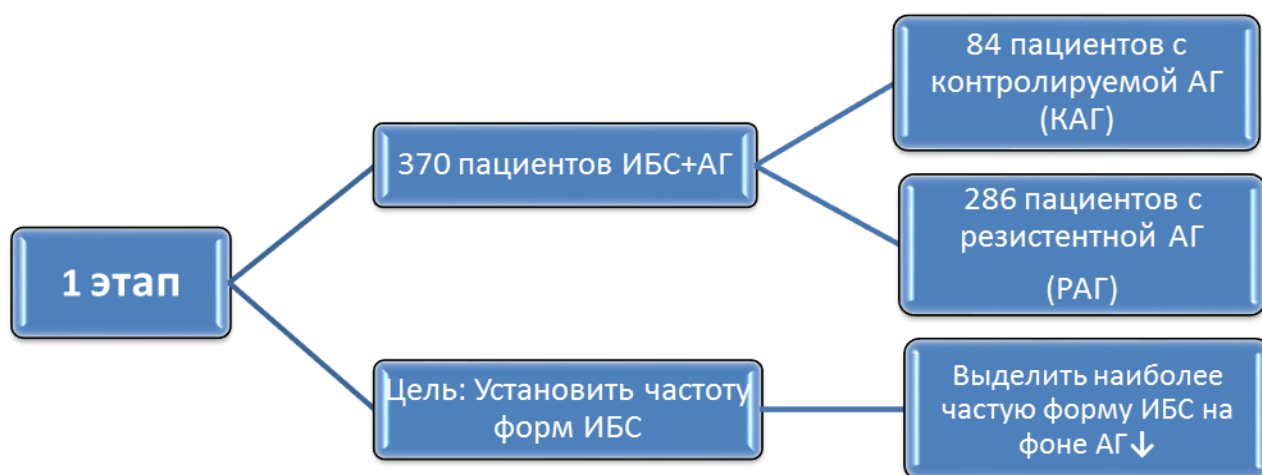 1 этап
370 пациентов ИБС+АГ
84 пациентов с
контролируемой АГ
(КАГ)
286 пациентов с
резистентной АГ
(РАГ)
Цель: Установить частоту
форм ИБС
Выделить наиболее
частую форму ИБС на
фоне АГ↓